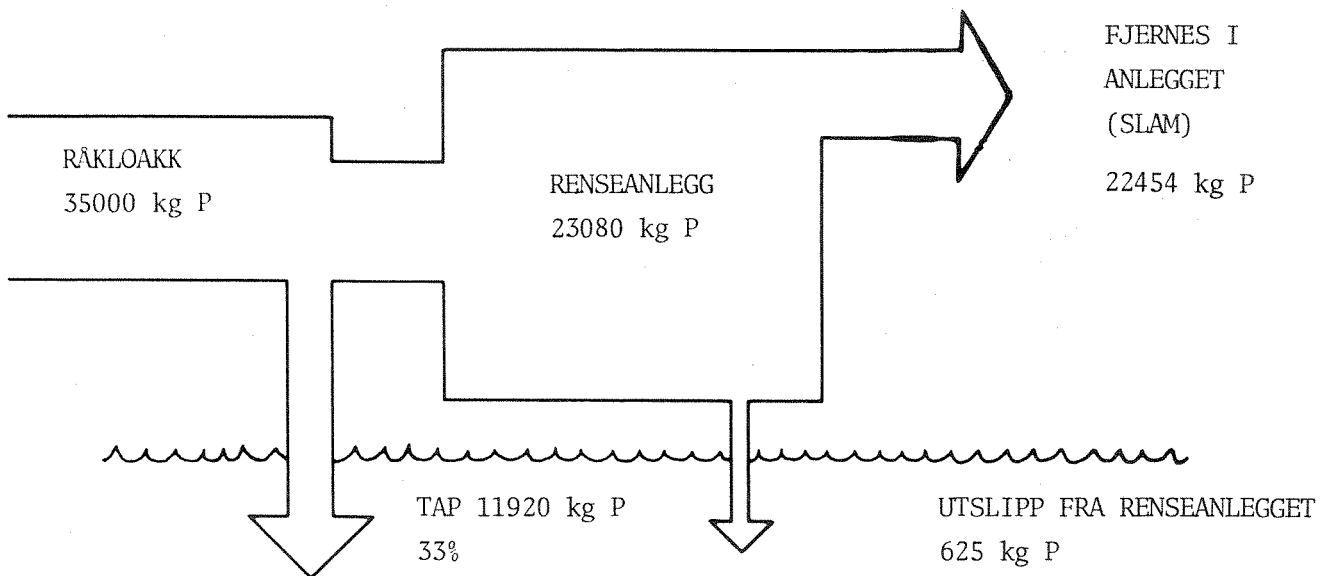 FJERNES I
ANLEGGET
(SLAM)
22454 kg P
RÅKLOAKK
35000 kg P
RENSEANLEGG
23080 kg P
TAP 11920 kg P
33%
UTSLIPP FRA RENSEANLEGGET
625 kg P